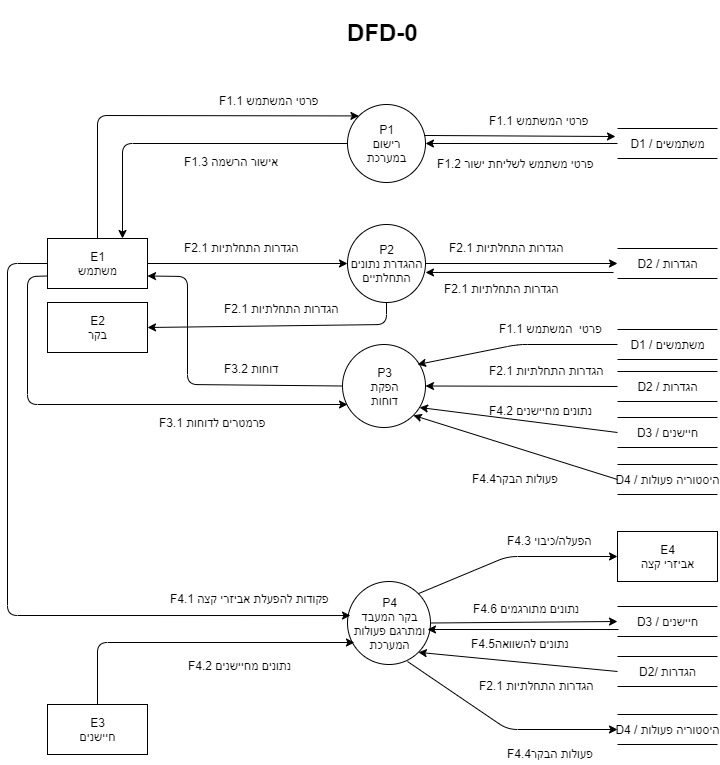 DFD-0
פרטי המשתמש F1.1
P1
רישום
במערכת
פרטי המשתמש F1.1
משתמשים / D1
אישור הרשמה F1.3
פרטי משתמש לשליחת ישור F1.2
E1
משתמש
הגדרות התחלתיות F2.1
P2
ההגדרת נתונים
התחלתיים
הגדרות התחלתיות F2.1
הגדרות / D2
הגדרות התחלתיות F2.1
E2
בקר
הגדרות התחלתיות F2.1
פרטי המשתמש F1.1
משתמשים / D1
דוחות F3.2
P3
הפקת
דוחות
הגדרות התחלתיות F2.1
הגדרות / D2
פרמטרים לדוחות F3.1
נתונים מחיישנים F4.2
חיישנים / D3
פעולות הבקרF4.4
היסטוריה פעולות / D4
הפעלה/כיבוי F4.3
E4
אביזרי קצה
פקודות להפעלת אביזרי קצה F4.1
P4
בקר המעבד
ומתרגם פעולות
המערכת
נתונים מתורגמים F4.6
חיישנים / D3
נתונים להשוואהF4.5
נתונים מחיישנים F4.2
הגדרות /D2
הגדרות התחלתיות F2.1
E3
חיישנים
היסטוריה פעולות / D4
פעולות הבקרF4.4